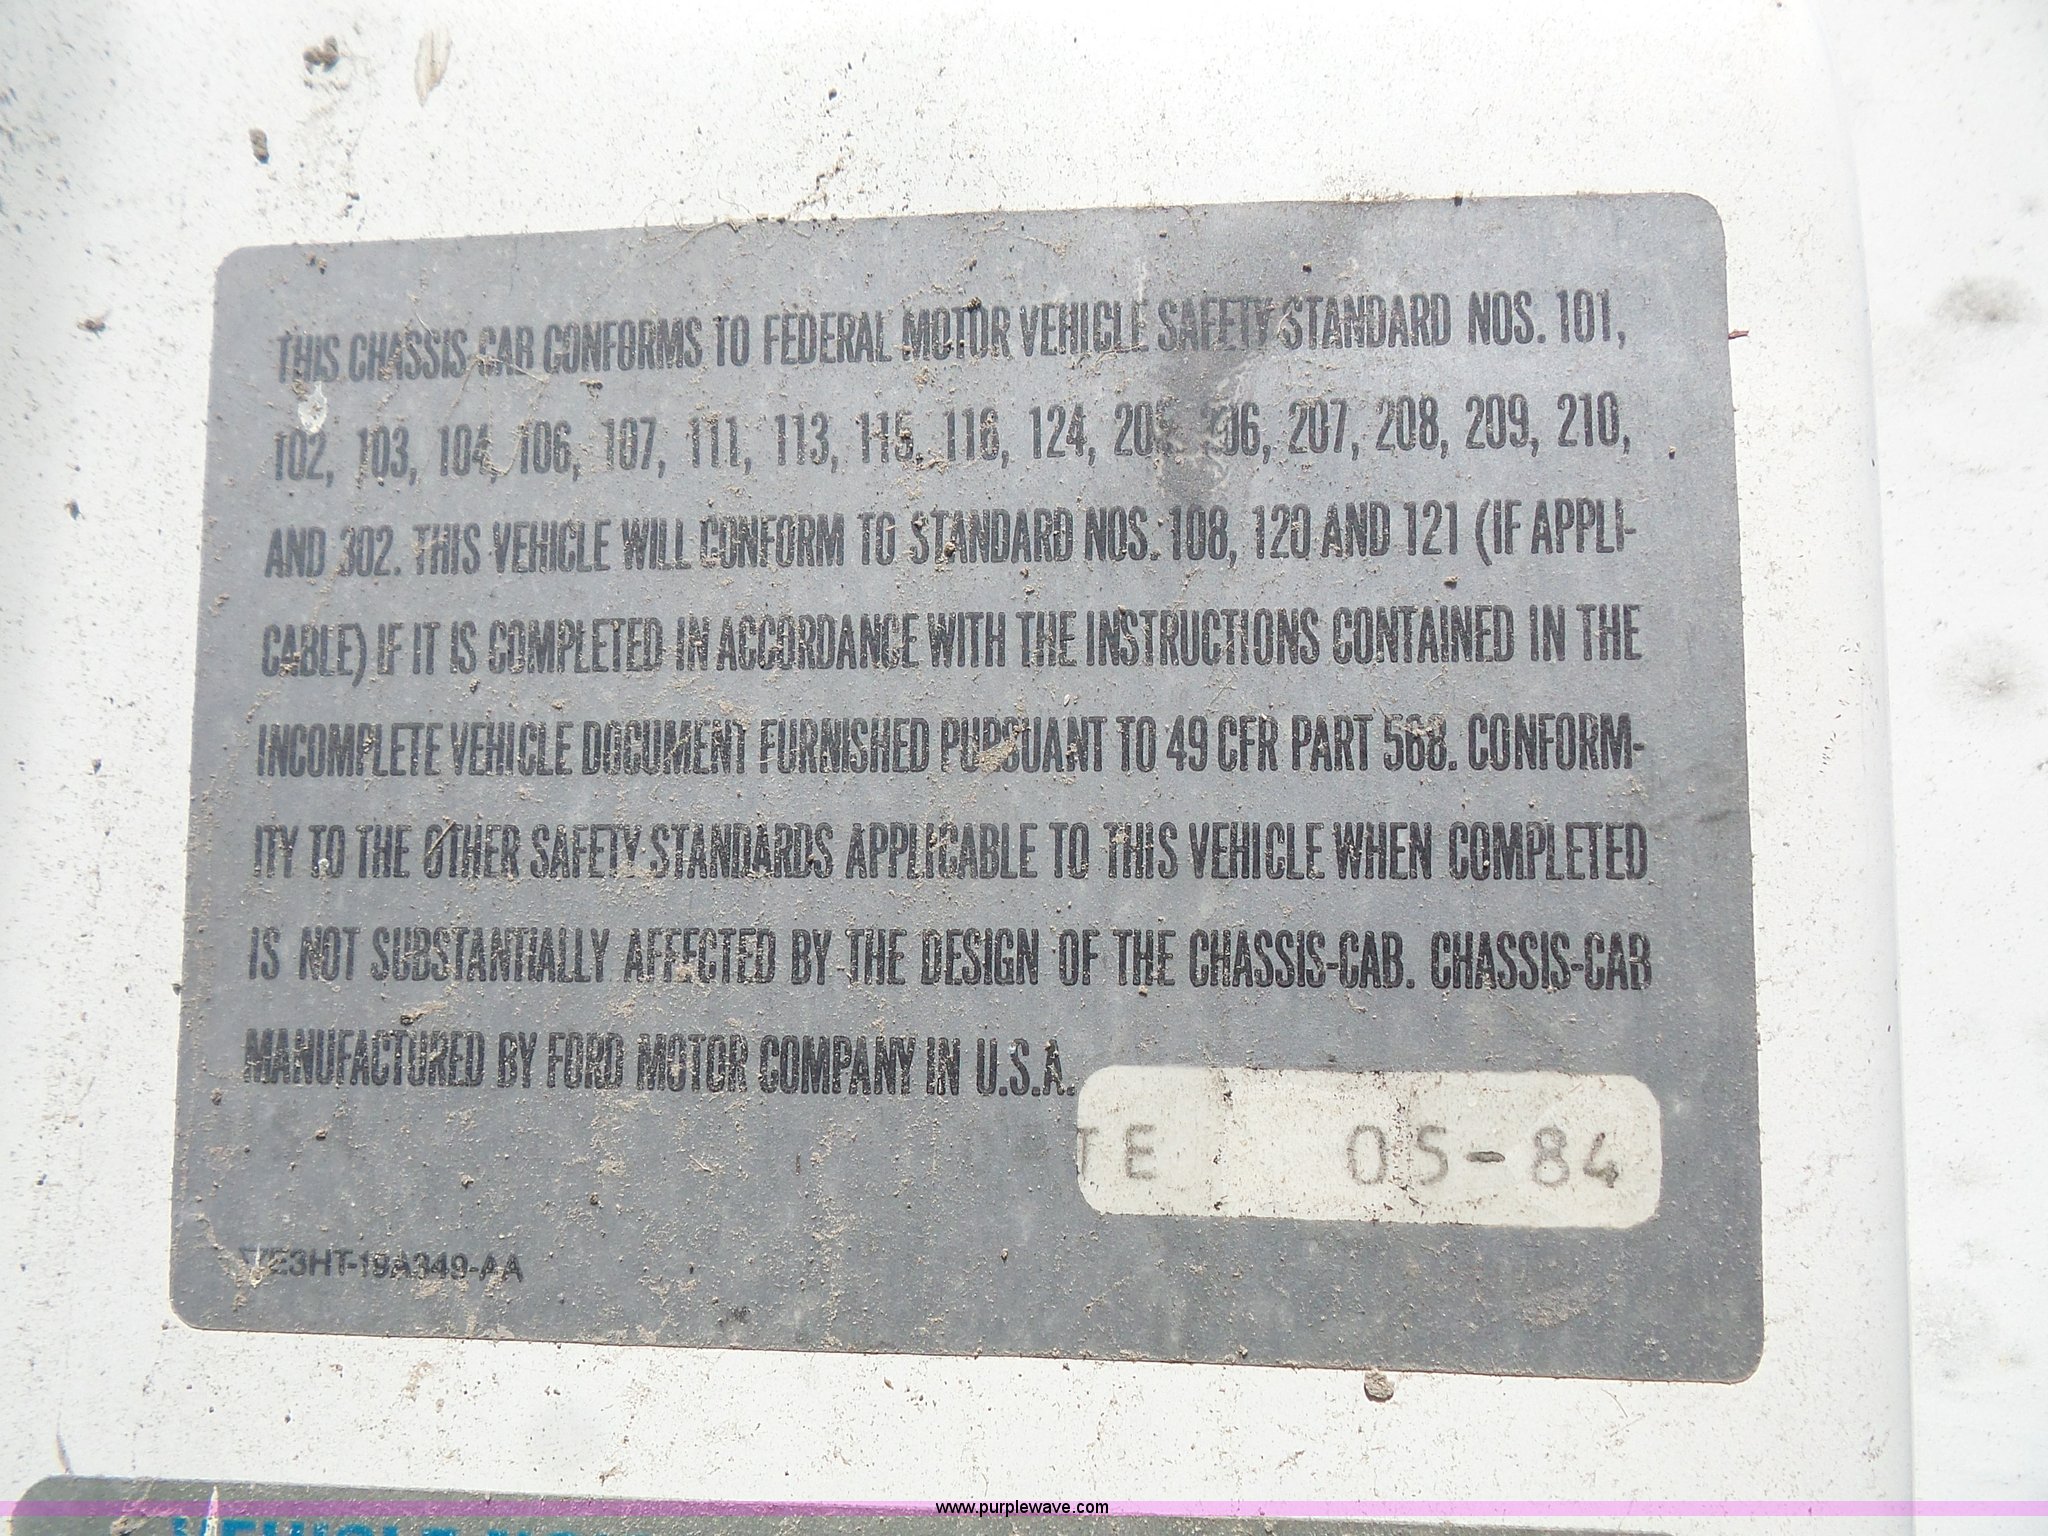 THIS CHASSIS-CAB CONFORMS TO FEDERAL MOTOR VEHICLE SAFETY STANDARD NOS. 101,
102, 103, 104, 106, 107, 111, 113, 115, 116, 124, 205, 206, 207, 208, 209, 210,
AND 302. THIS VEHICLE WILL CONFORM TO STANDARD NOS. 108, 120 AND 121 (IF APPLI-
CABLE) IF IT IS COMPLETED IN ACCORDANCE WITH THE INSTRUCTIONS CONTAINED IN THE
INCOMPLETE VEHICLE DOCUMENT FURNISHED PURSUANT TO 49 CFR PART 568. CONFORM-
ITY TO THE OTHER SAFETY STANDARDS APPLICABLE TO THIS VEHICLE WHEN COMPLETED
IS NOT SUBSTANTIALLY AFFECTED BY THE DESIGN OF THE CHASSIS-CAB. CHASSIS-CAB
MANUFACTURED BY FORD MOTOR COMPANY IN U.S.A.
TE 05-84
E3HT-19A349-AA
www.purplewave.com